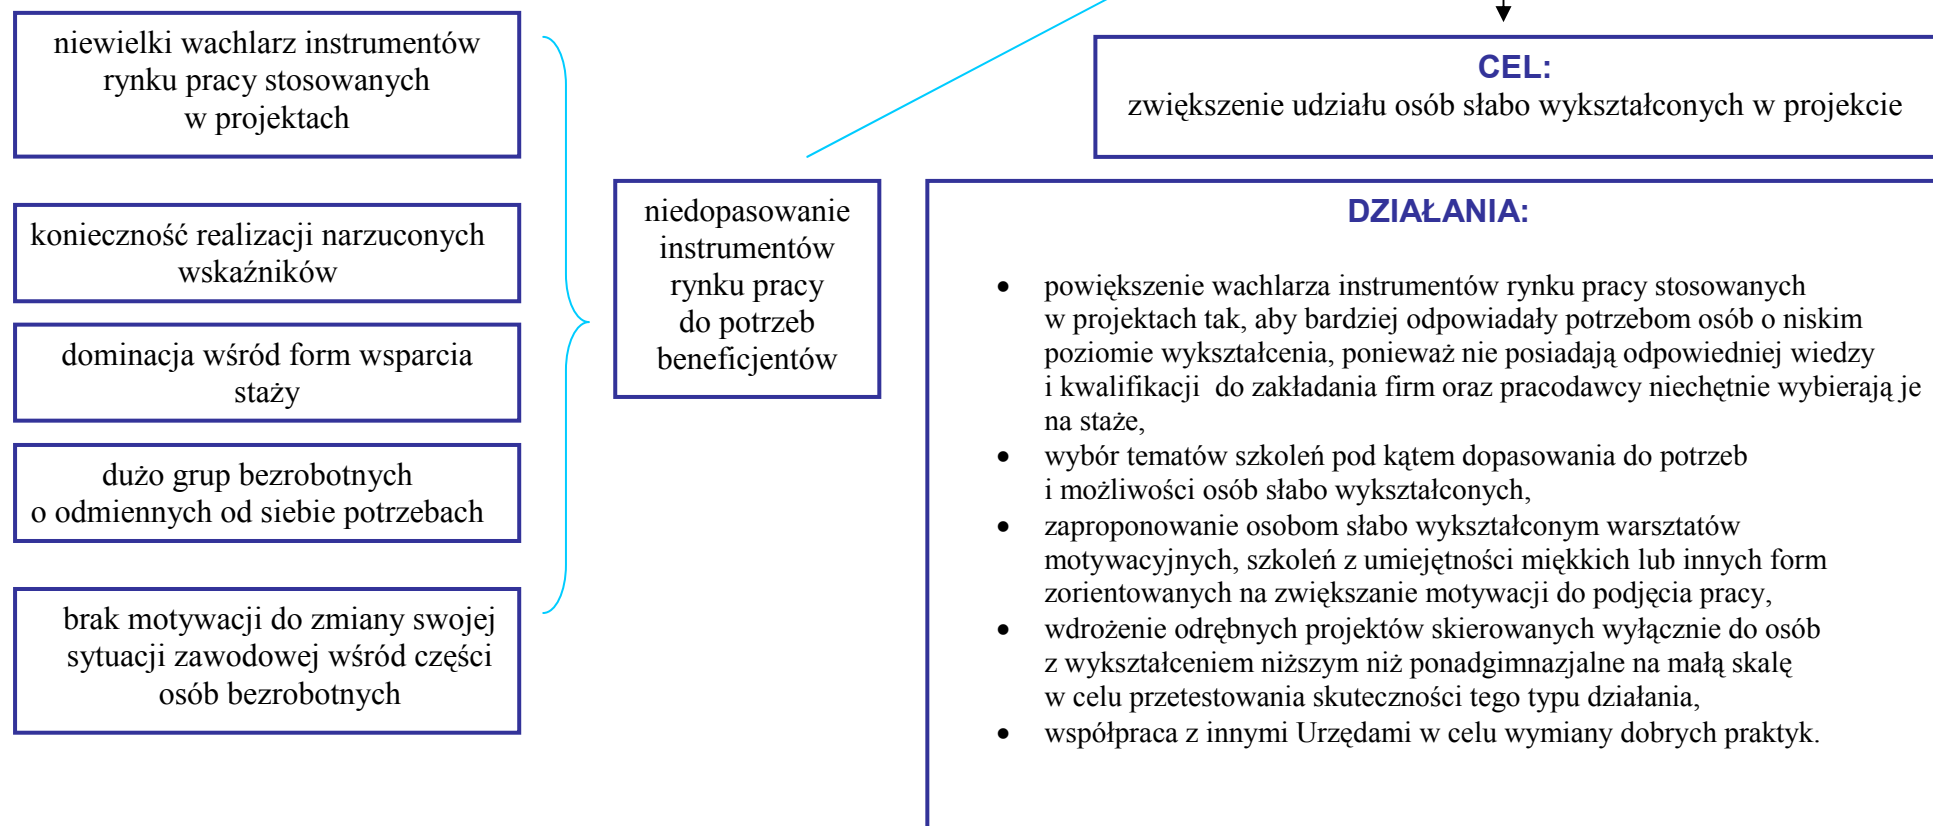 niewielki wachlarz instrumentów
rynku pracy stosowanych
w projektach
konieczność realizacji narzuconych
wskaźników
dominacja wśród form wsparcia
staży
dużo grup bezrobotnych
o odmiennych od siebie potrzebach
brak motywacji do zmiany swojej
sytuacji zawodowej wśród części
osób bezrobotnych
niedopasowanie
instrumentów
rynku pracy
do potrzeb
beneficjentów
CEL:
zwiększenie udziału osób słabo wykształconych w projekcie
DZIAŁANIA:
• powiększenie wachlarza instrumentów rynku pracy stosowanych
w projektach tak, aby bardziej odpowiadały potrzebom osób o niskim
poziomie wykształcenia, ponieważ nie posiadają odpowiedniej wiedzy
i kwalifikacji do zakładania firm oraz pracodawcy niechętnie wybierają je
na staże,
• wybór tematów szkoleń pod kątem dopasowania do potrzeb
i możliwości osób słabo wykształconych,
• zaproponowanie osobom słabo wykształconym warsztatów
motywacyjnych, szkoleń z umiejętności miękkich lub innych form
zorientowanych na zwiększanie motywacji do podjęcia pracy,
• wdrożenie odrębnych projektów skierowanych wyłącznie do osób
z wykształceniem niższym niż ponadgimnazjalne na małą skalę
w celu przetestowania skuteczności tego typu działania,
• współpraca z innymi Urzędami w celu wymiany dobrych praktyk.